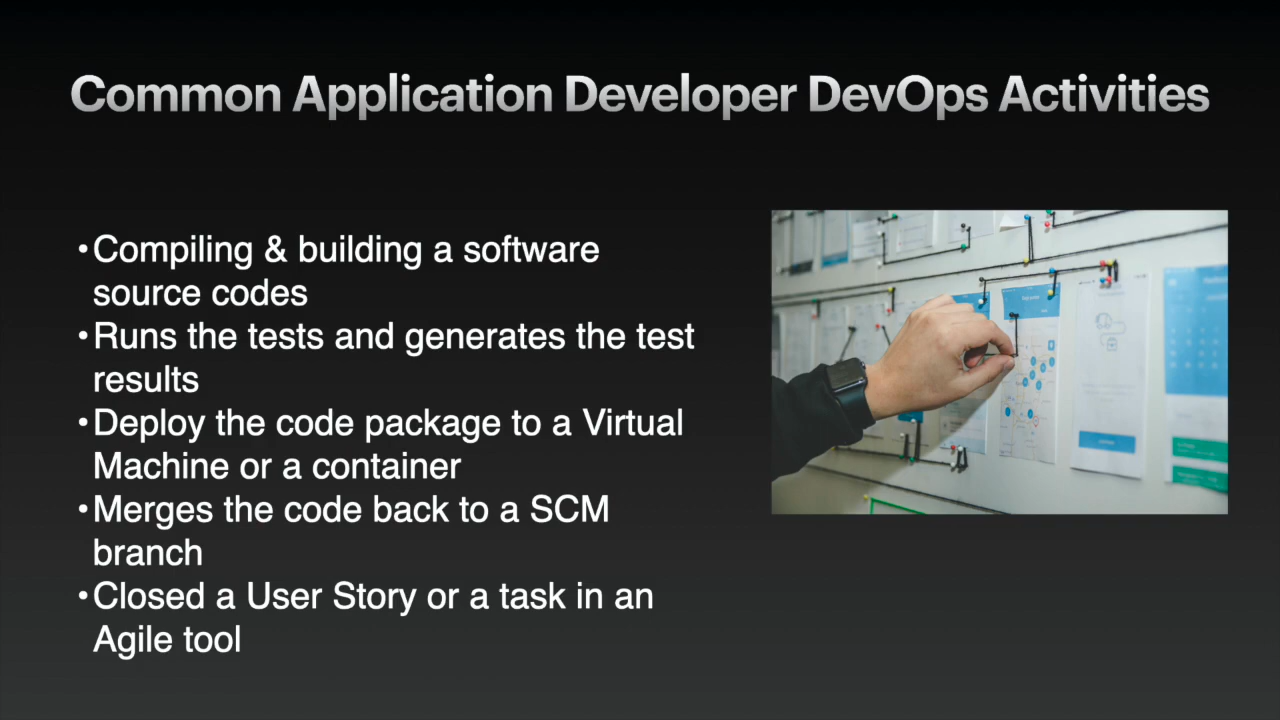 Common Application Developer DevOps Activities
•Compiling & building a software
source codes
•Runs the tests and generates the test
results
•Deploy the code package to a Virtual
Machine or a container
•Merges the code back to a SCM
branch
•Closed a User Story or a task in an
Agile tool